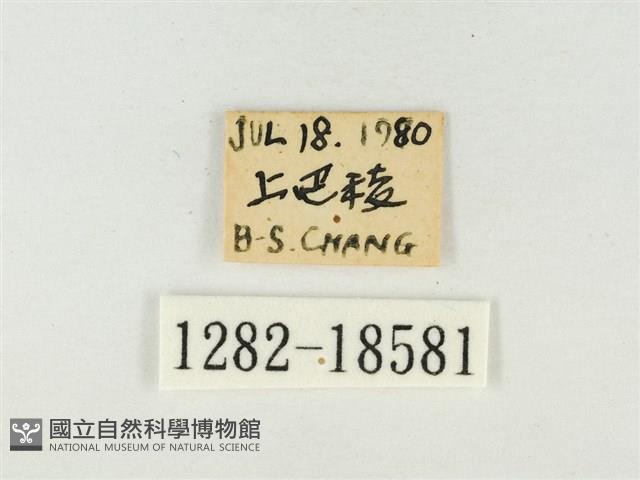 JUL 18. 1980
上巴稜
B-S. CHANG
1282-18581
國立自然科學博物館
NATIONAL MUSEUM OF NATURAL SCIENCE